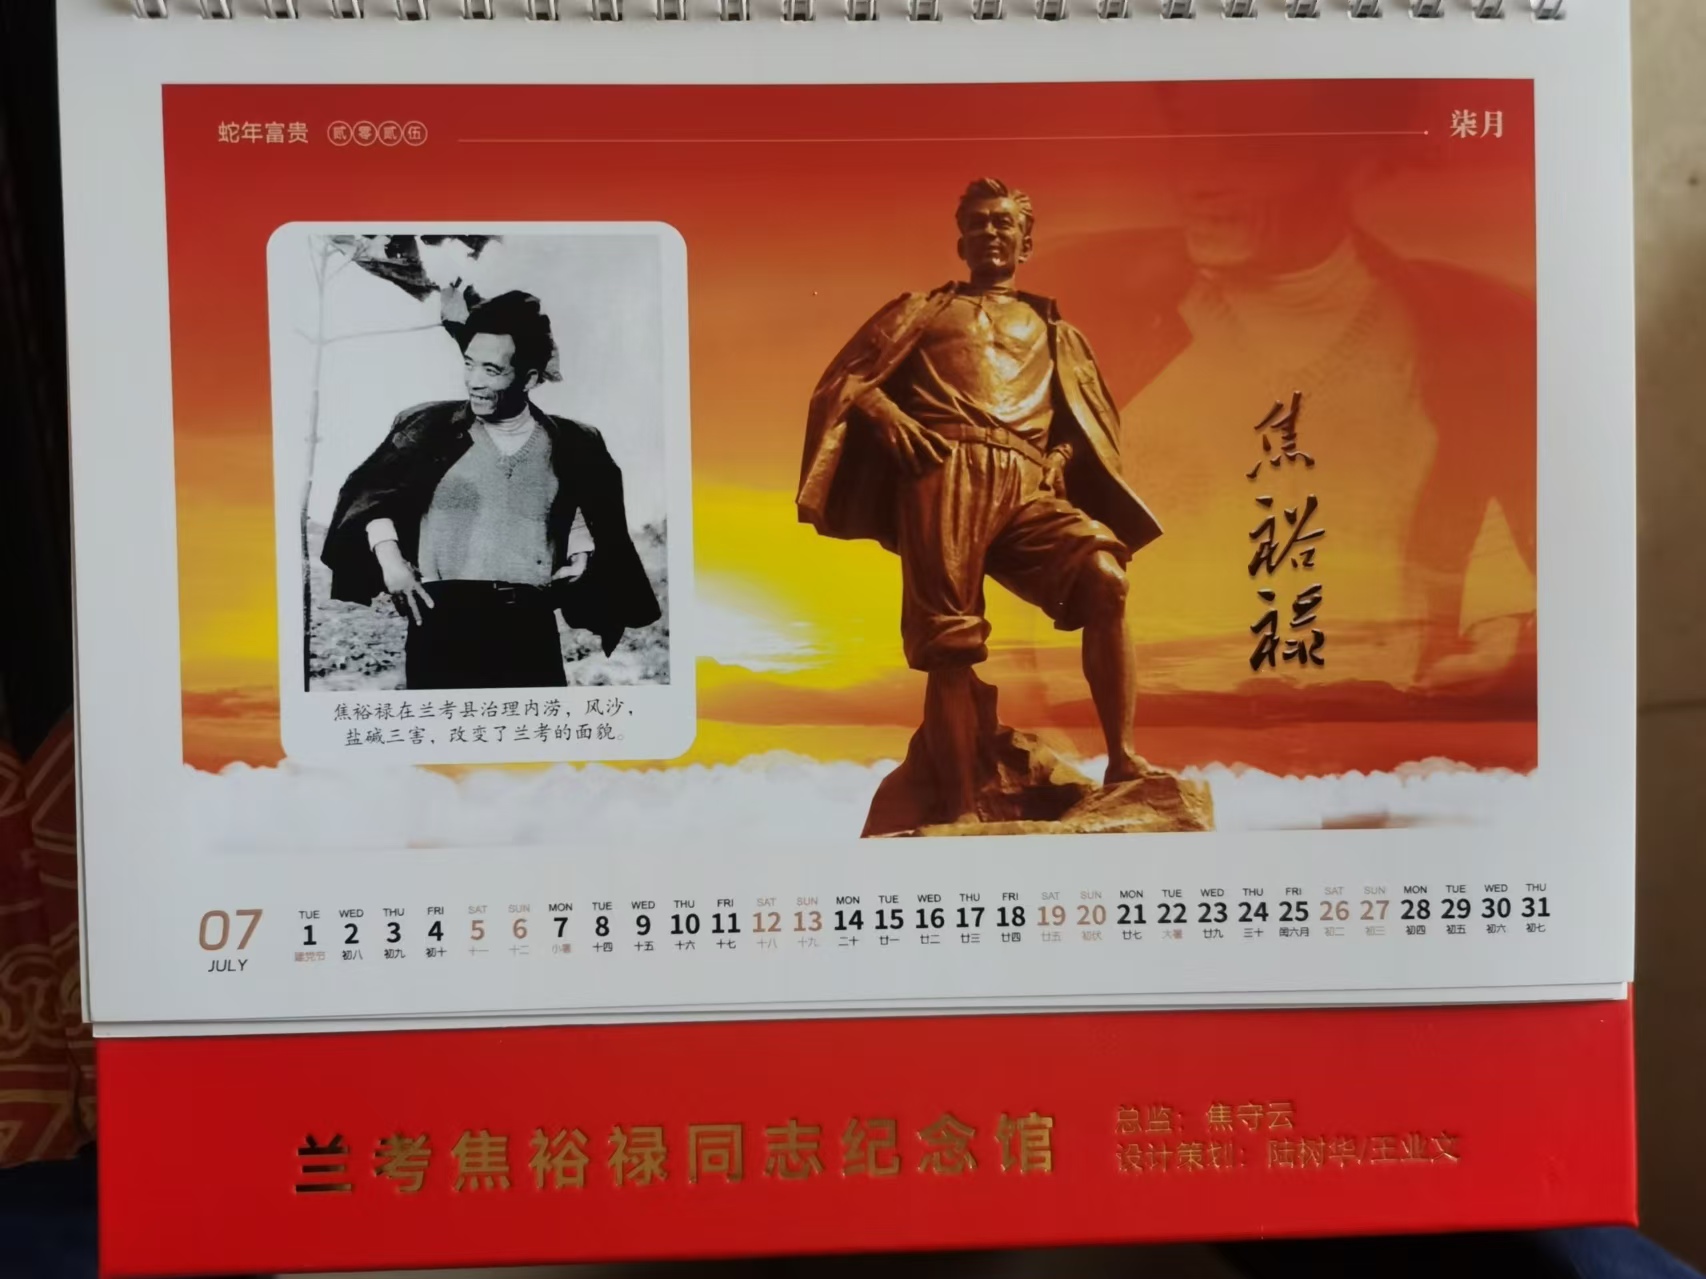 蛇年富贵 贰零贰伍
柒月
焦裕禄
焦裕禄在兰考县治理内涝，风沙，
盐碱三害，改变了兰考的面貌。
07
JULY
TUE WED THU FRI SAT SUN MON TUE WED THU FRI SAT SUN MON TUE WED THU FRI SAT SUN MON TUE WED THU FRI SAT SUN MON TUE WED THU
1 2 3 4 5 6 7 8 9 10 11 12 13 14 15 16 17 18 19 20 21 22 23 24 25 26 27 28 29 30 31
建党节 初八 初九 初十 十一 十二 小暑 十四 十五 十六 十七 十八 十九 二十 廿一 廿二 廿三 廿四 廿五 初伏 廿七 大暑 廿九 三十 闰六月 初二 初三 初四 初五 初六 初七
兰考焦裕禄同志纪念馆
总监：焦守云
设计策划：陆树华/王业文